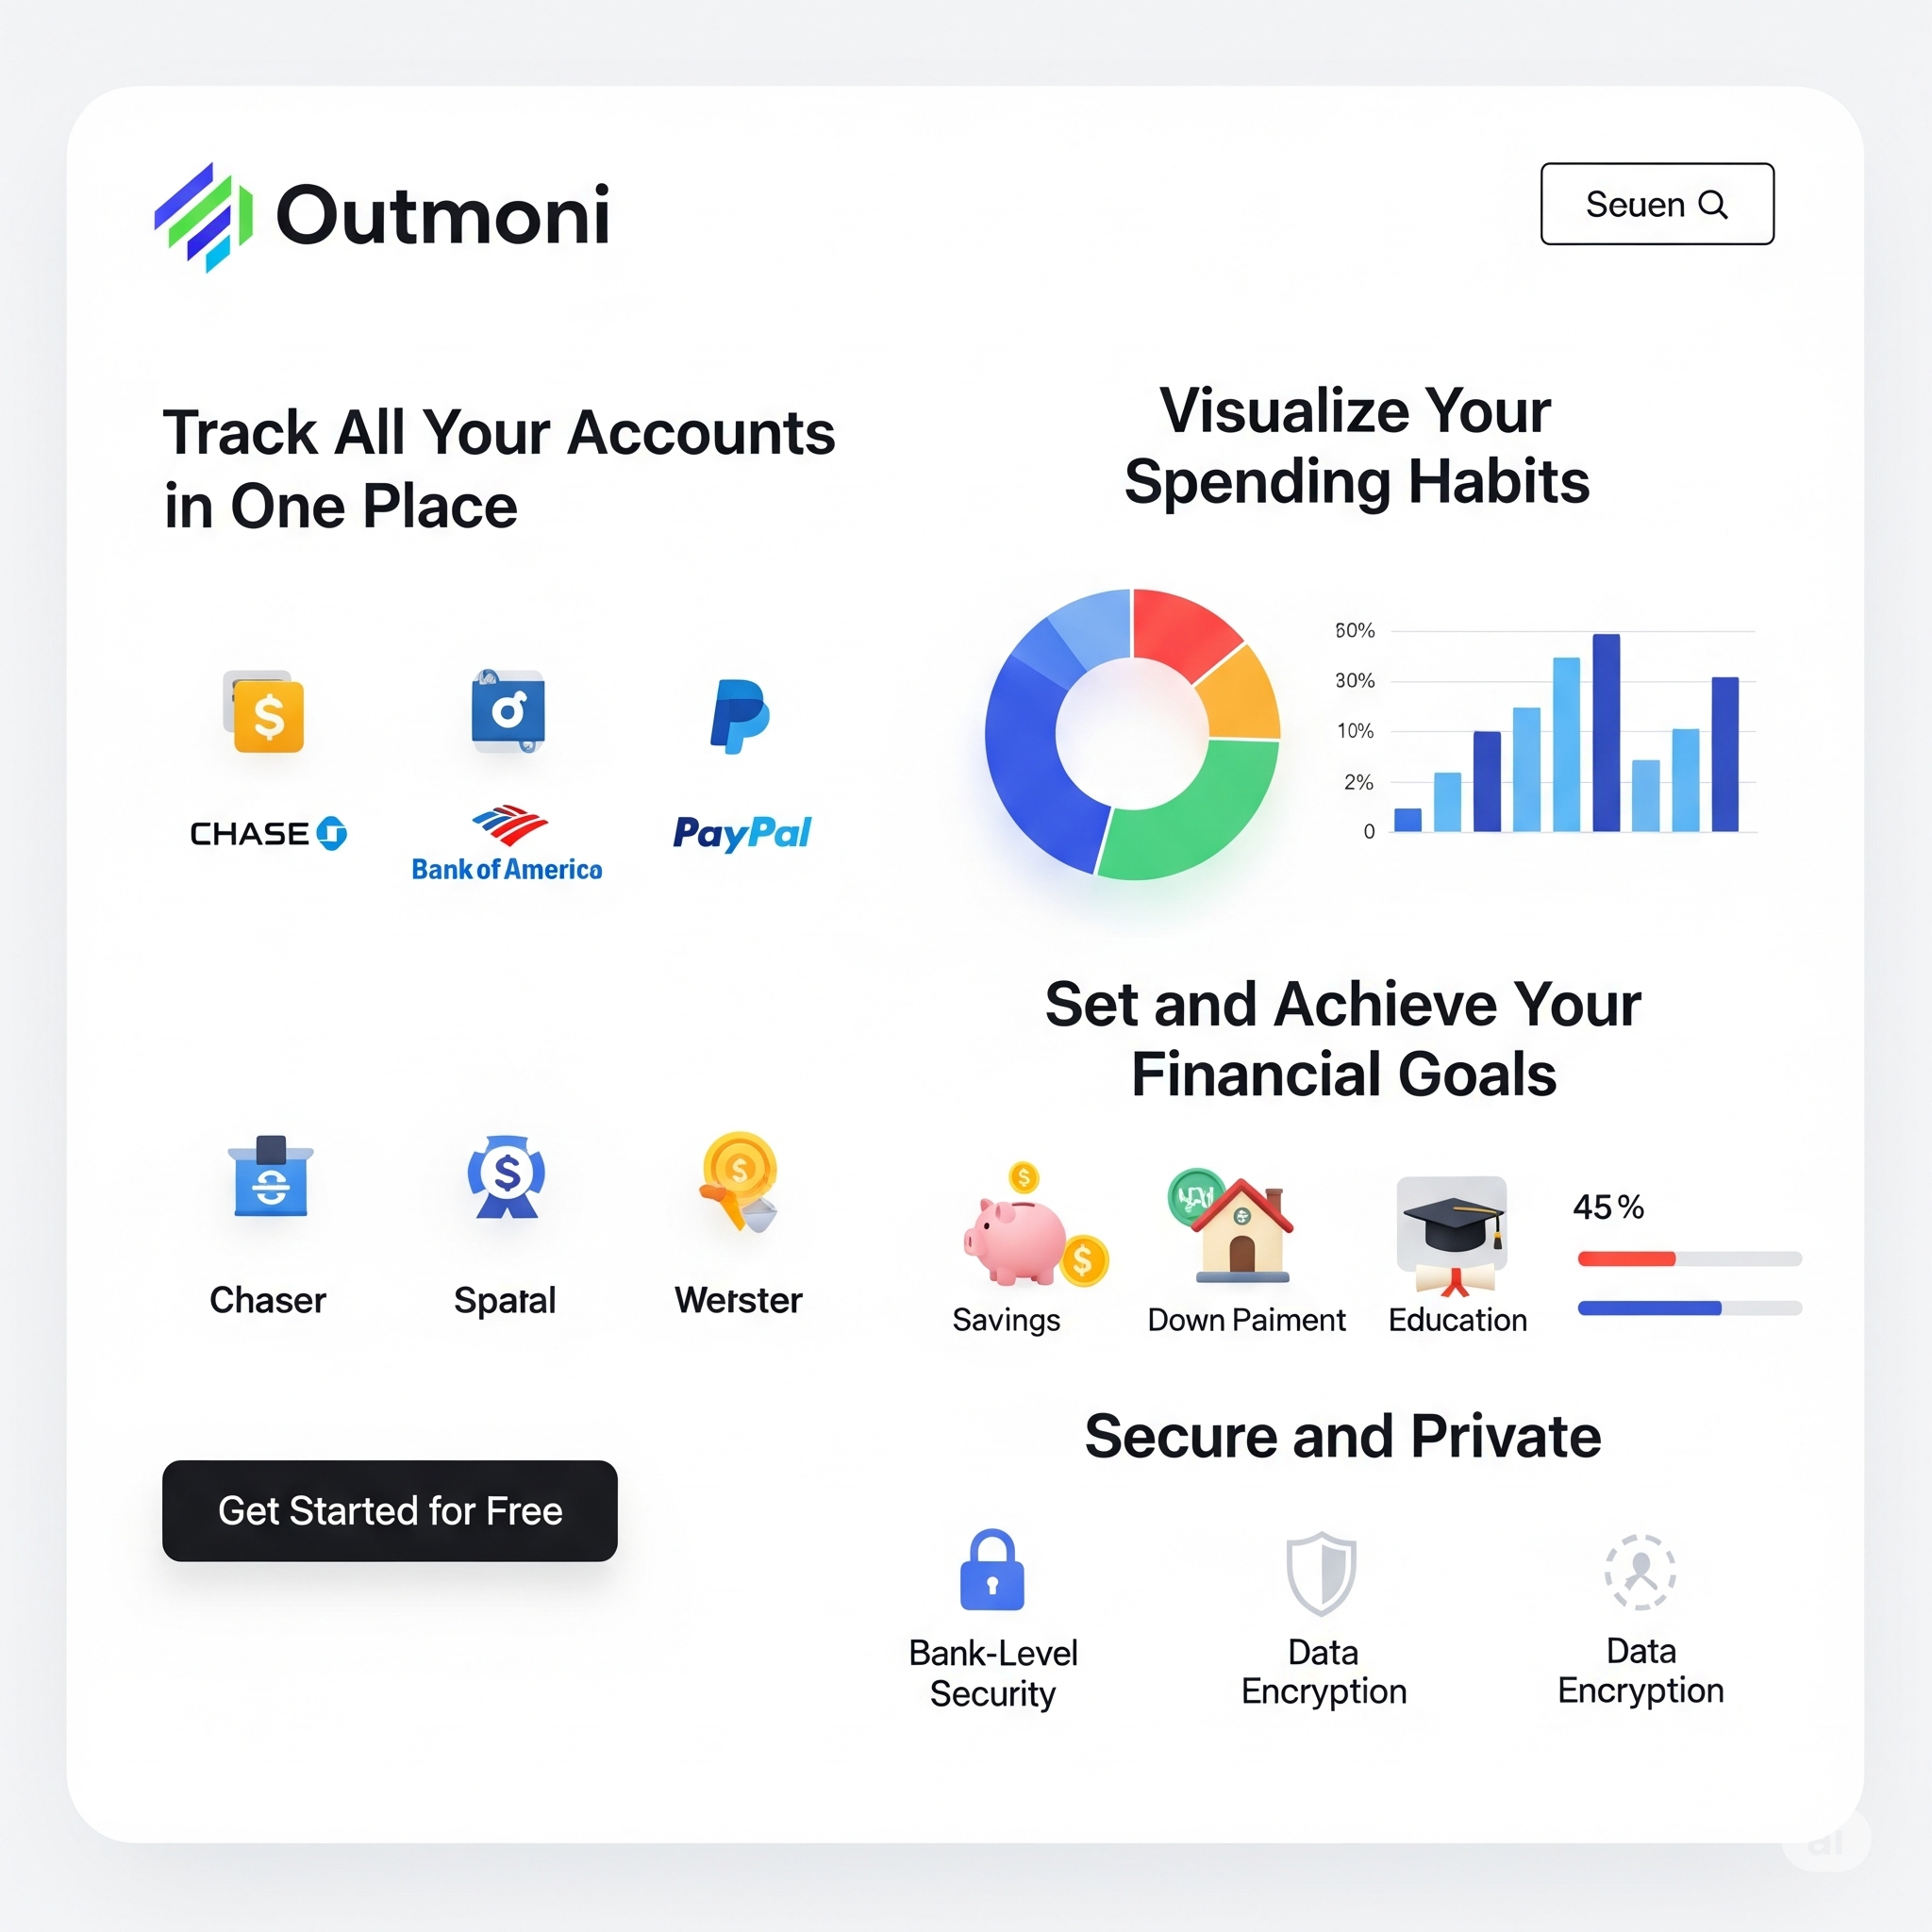 Outmoni
Seuen
Track All Your Accounts
in One Place
CHASE
Bank of America
PayPal
Chaser
Spatal
Werster
Get Started for Free
Visualize Your
Spending Habits
60%
30%
10%
2%
0
Set and Achieve Your
Financial Goals
Savings
Down Paiment
Education
45%
Secure and Private
Bank-Level
Security
Data
Encryption
Data
Encryption
ai